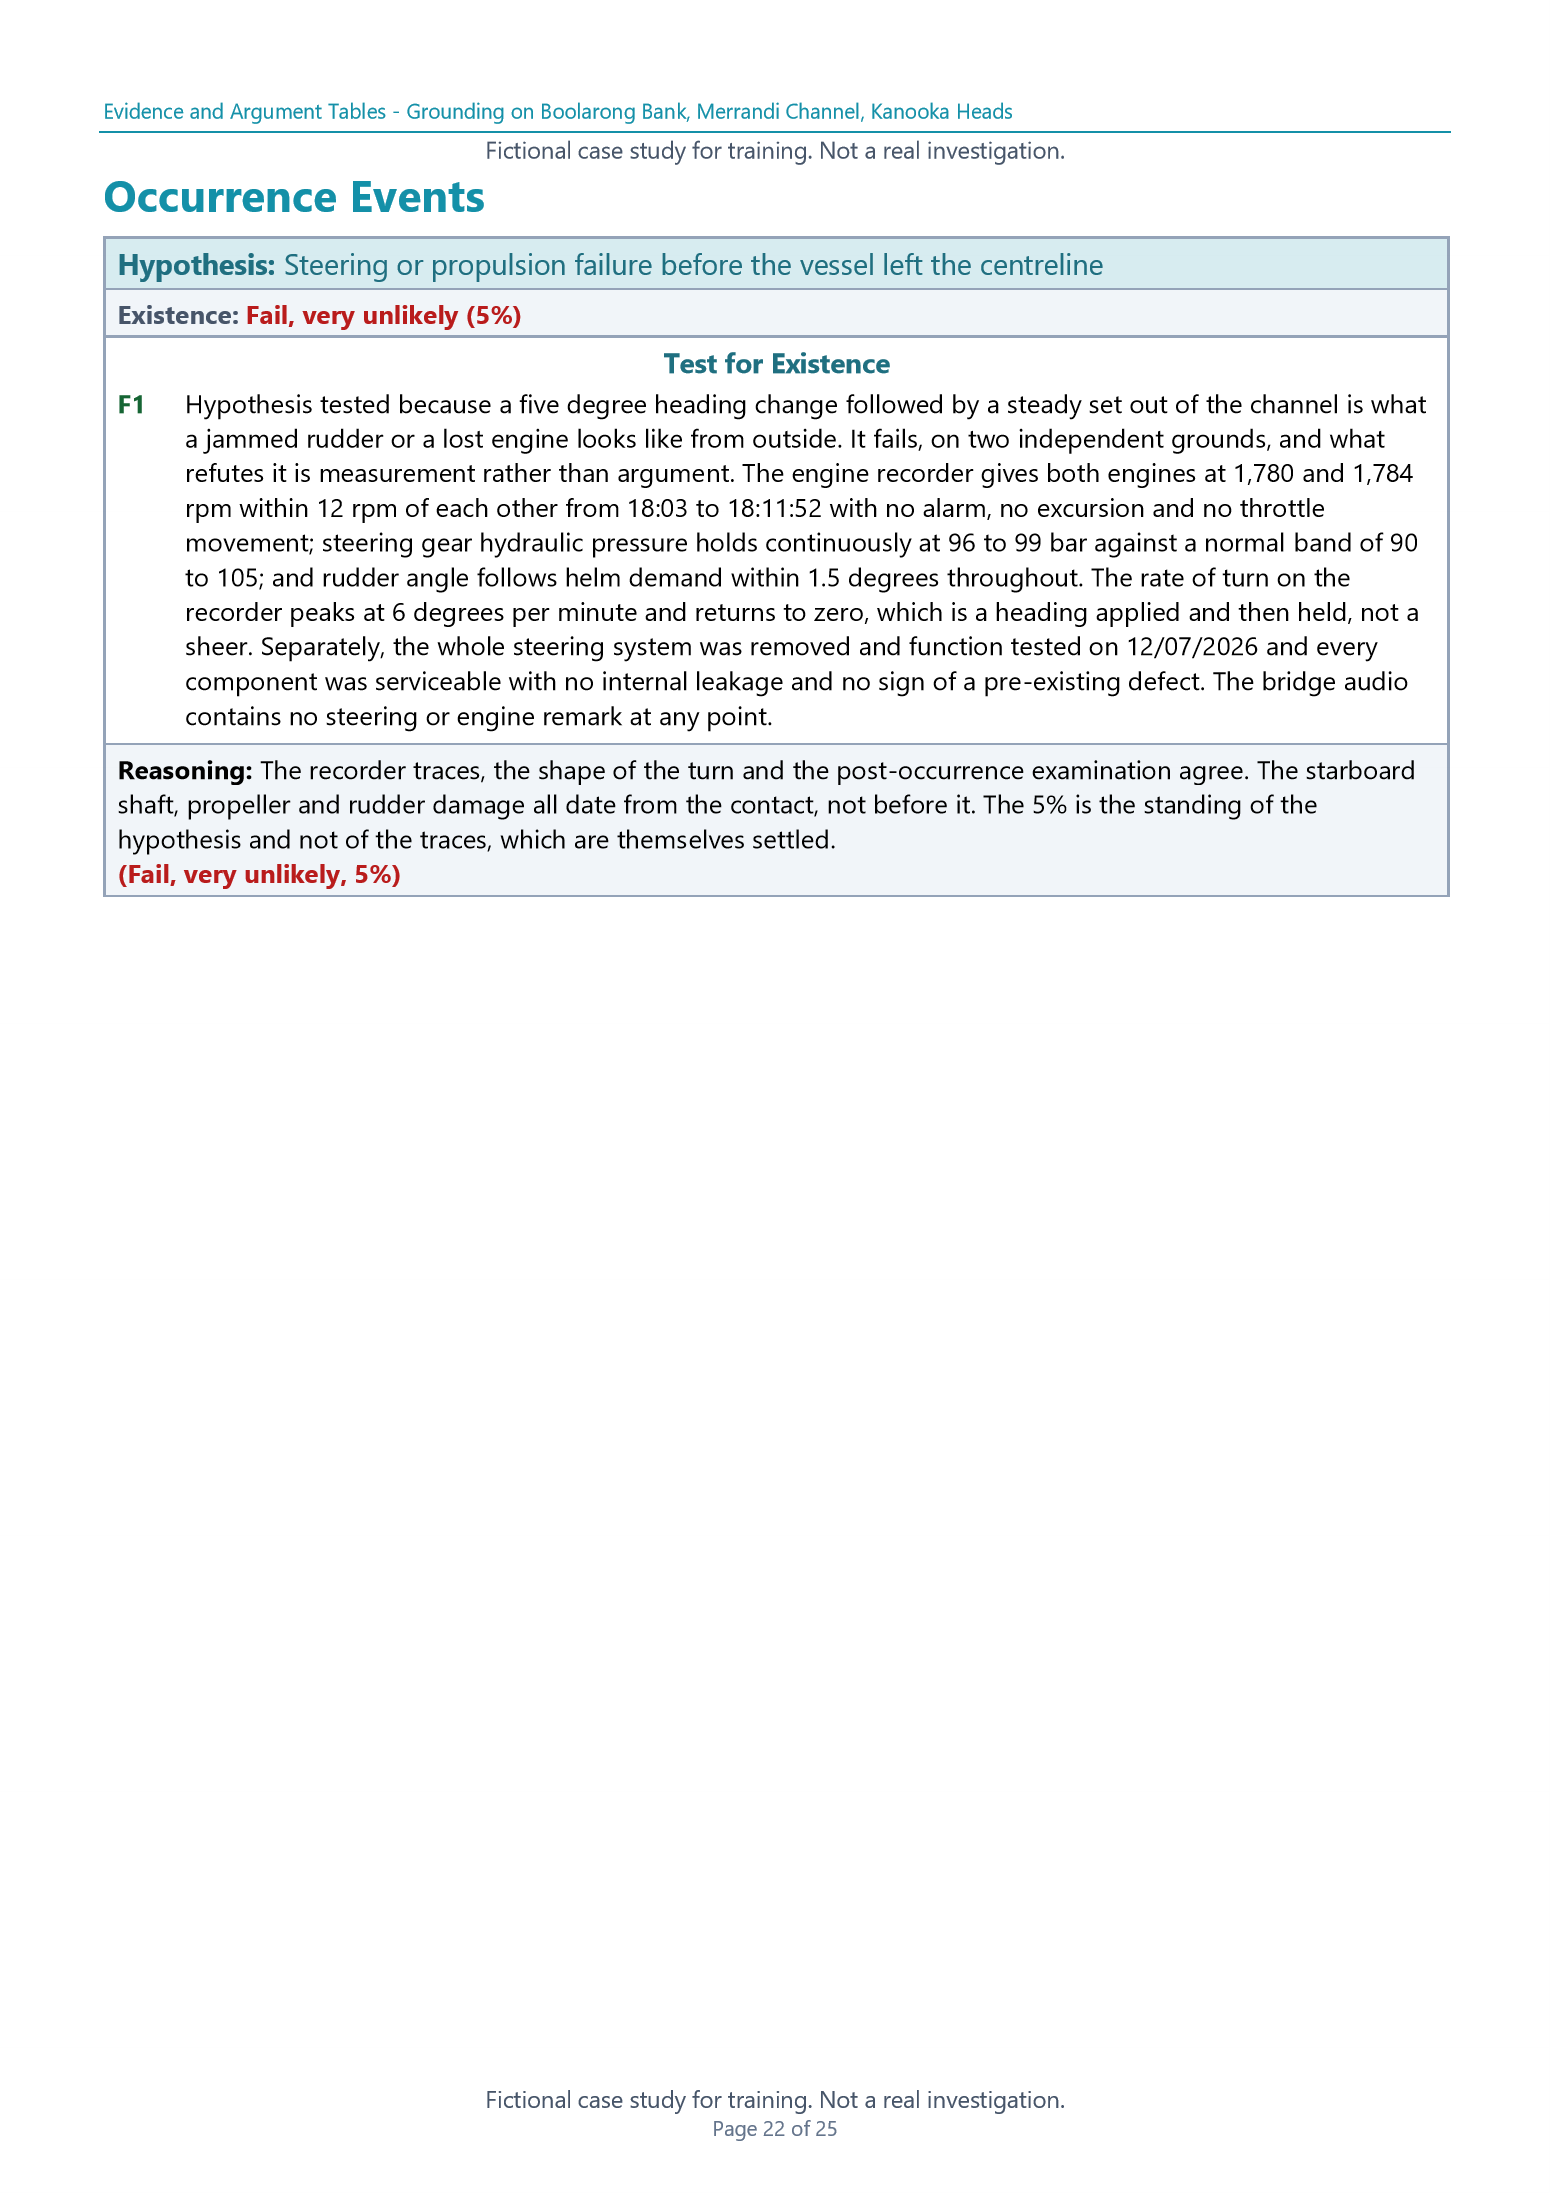 Evidence and Argument Tables - Grounding on Boolarong Bank, Merrandi Channel, Kanooka Heads
Fictional case study for training. Not a real investigation.
Occurrence Events
Hypothesis: Steering or propulsion failure before the vessel left the centreline
Existence: Fail, very unlikely (5%)
Test for Existence
F1 Hypothesis tested because a five degree heading change followed by a steady set out of the channel is what
a jammed rudder or a lost engine looks like from outside. It fails, on two independent grounds, and what
refutes it is measurement rather than argument. The engine recorder gives both engines at 1,780 and 1,784
rpm within 12 rpm of each other from 18:03 to 18:11:52 with no alarm, no excursion and no throttle
movement; steering gear hydraulic pressure holds continuously at 96 to 99 bar against a normal band of 90
to 105; and rudder angle follows helm demand within 1.5 degrees throughout. The rate of turn on the
recorder peaks at 6 degrees per minute and returns to zero, which is a heading applied and then held, not a
sheer. Separately, the whole steering system was removed and function tested on 12/07/2026 and every
component was serviceable with no internal leakage and no sign of a pre-existing defect. The bridge audio
contains no steering or engine remark at any point.
Reasoning: The recorder traces, the shape of the turn and the post-occurrence examination agree. The starboard
shaft, propeller and rudder damage all date from the contact, not before it. The 5% is the standing of the
hypothesis and not of the traces, which are themselves settled.
(Fail, very unlikely, 5%)
Fictional case study for training. Not a real investigation.
Page 22 of 25